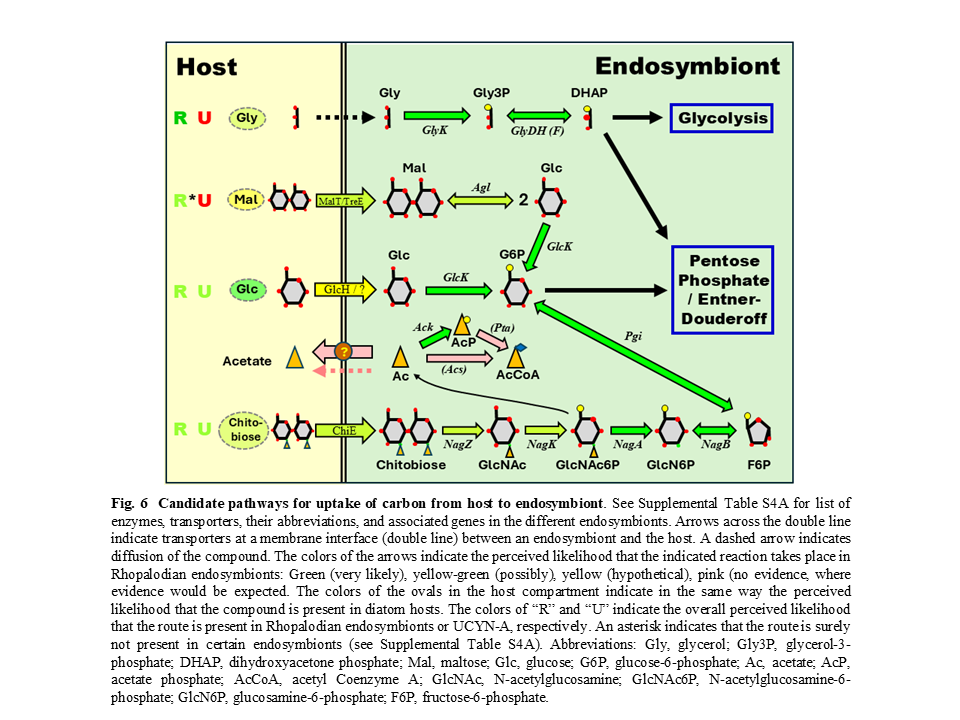 Host
Endosymbiont
Gly
Gly3P
DHAP
R U
Gly
GlyK
GlyDH (F)
Glycolysis
Mal
Glc
R*U
Mal
MalT/TreE
Agl
2
GlcK
Glc
G6P
R U
Glc
GlcH / ?
GlcK
Pentose
Phosphate
/ Entner-
Douderoff
Ack
(Pta)
AcP
Pgi
Acetate
?
(Acs)
Ac
AcCoA
R U
Chito-
biose
ChiE
NagZ
NagK
NagA
NagB
Chitobiose
GlcNAc
GlcNAc6P
GlcN6P
F6P
Fig. 6 Candidate pathways for uptake of carbon from host to endosymbiont. See Supplemental Table S4A for list of
enzymes, transporters, their abbreviations, and associated genes in the different endosymbionts. Arrows across the double line
indicate transporters at a membrane interface (double line) between an endosymbiont and the host. A dashed arrow indicates
diffusion of the compound. The colors of the arrows indicate the perceived likelihood that the indicated reaction takes place in
Rhopalodian endosymbionts: Green (very likely), yellow-green (possibly), yellow (hypothetical), pink (no evidence, where
evidence would be expected. The colors of the ovals in the host compartment indicate in the same way the perceived
likelihood that the compound is present in diatom hosts. The colors of “R” and “U” indicate the overall perceived likelihood
that the route is present in Rhopalodian endosymbionts or UCYN-A, respectively. An asterisk indicates that the route is surely
not present in certain endosymbionts (see Supplemental Table S4A). Abbreviations: Gly, glycerol; Gly3P, glycerol-3-
phosphate; DHAP, dihydroxyacetone phosphate; Mal, maltose; Glc, glucose; G6P, glucose-6-phosphate; Ac, acetate; AcP,
acetate phosphate; AcCoA, acetyl Coenzyme A; GlcNAc, N-acetylglucosamine; GlcNAc6P, N-acetylglucosamine-6-
phosphate; GlcN6P, glucosamine-6-phosphate; F6P, fructose-6-phosphate.